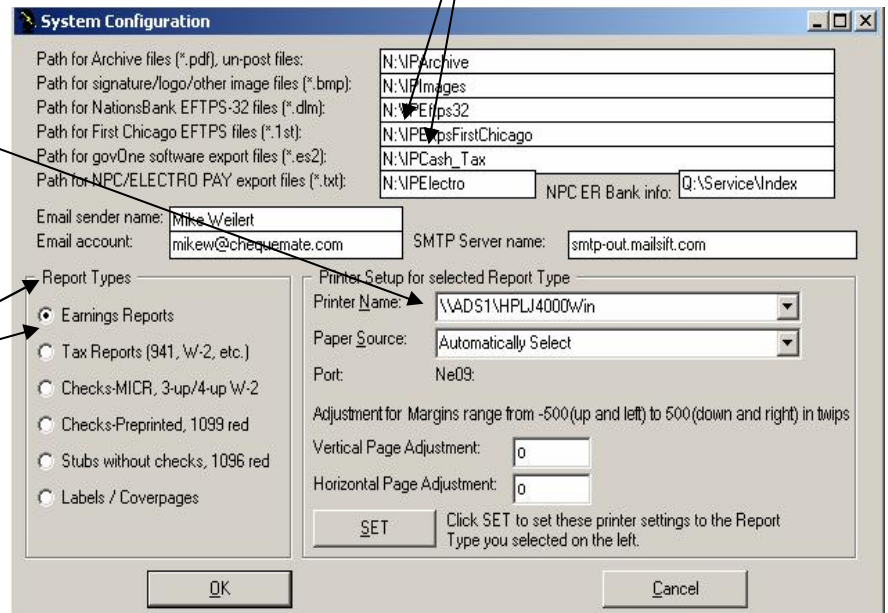 System Configuration
Path for Archive files (*.pdf), un-post files: N:\IPArchive
Path for signature/logo/other image files (*.bmp): N:\IPImages
Path for NationsBank EFTPS-32 files (*.dlm): N:\IPEftps32
Path for First Chicago EFTPS files (*.1st): N:\IPEftpsFirstChicago
Path for govOne software export files (*.es2): N:\IPCash_Tax
Path for NPC/ELECTRO PAY export files (*.txt): N:\IPElectro NPC ER Bank info: Q:\Service\Index
Email sender name: Mike Weilert
Email account: mikew@chequemate.com SMTP Server name: smtp-out.mailsift.com
Report Types
Earnings Reports
Tax Reports (941, W-2, etc.)
Checks-MICR, 3-up/4-up W-2
Checks-Preprinted, 1099 red
Stubs without checks, 1096 red
Labels / Coverpages
Printer Setup for selected Report Type
Printer Name: \\ADS1\HPLJ4000Win
Paper Source: Automatically Select
Port: Ne09:
Adjustment for Margins range from -500(up and left) to 500(down and right) in twips
Vertical Page Adjustment: 0
Horizontal Page Adjustment: 0
SET Click SET to set these printer settings to the Report
Type you selected on the left.
OK Cancel